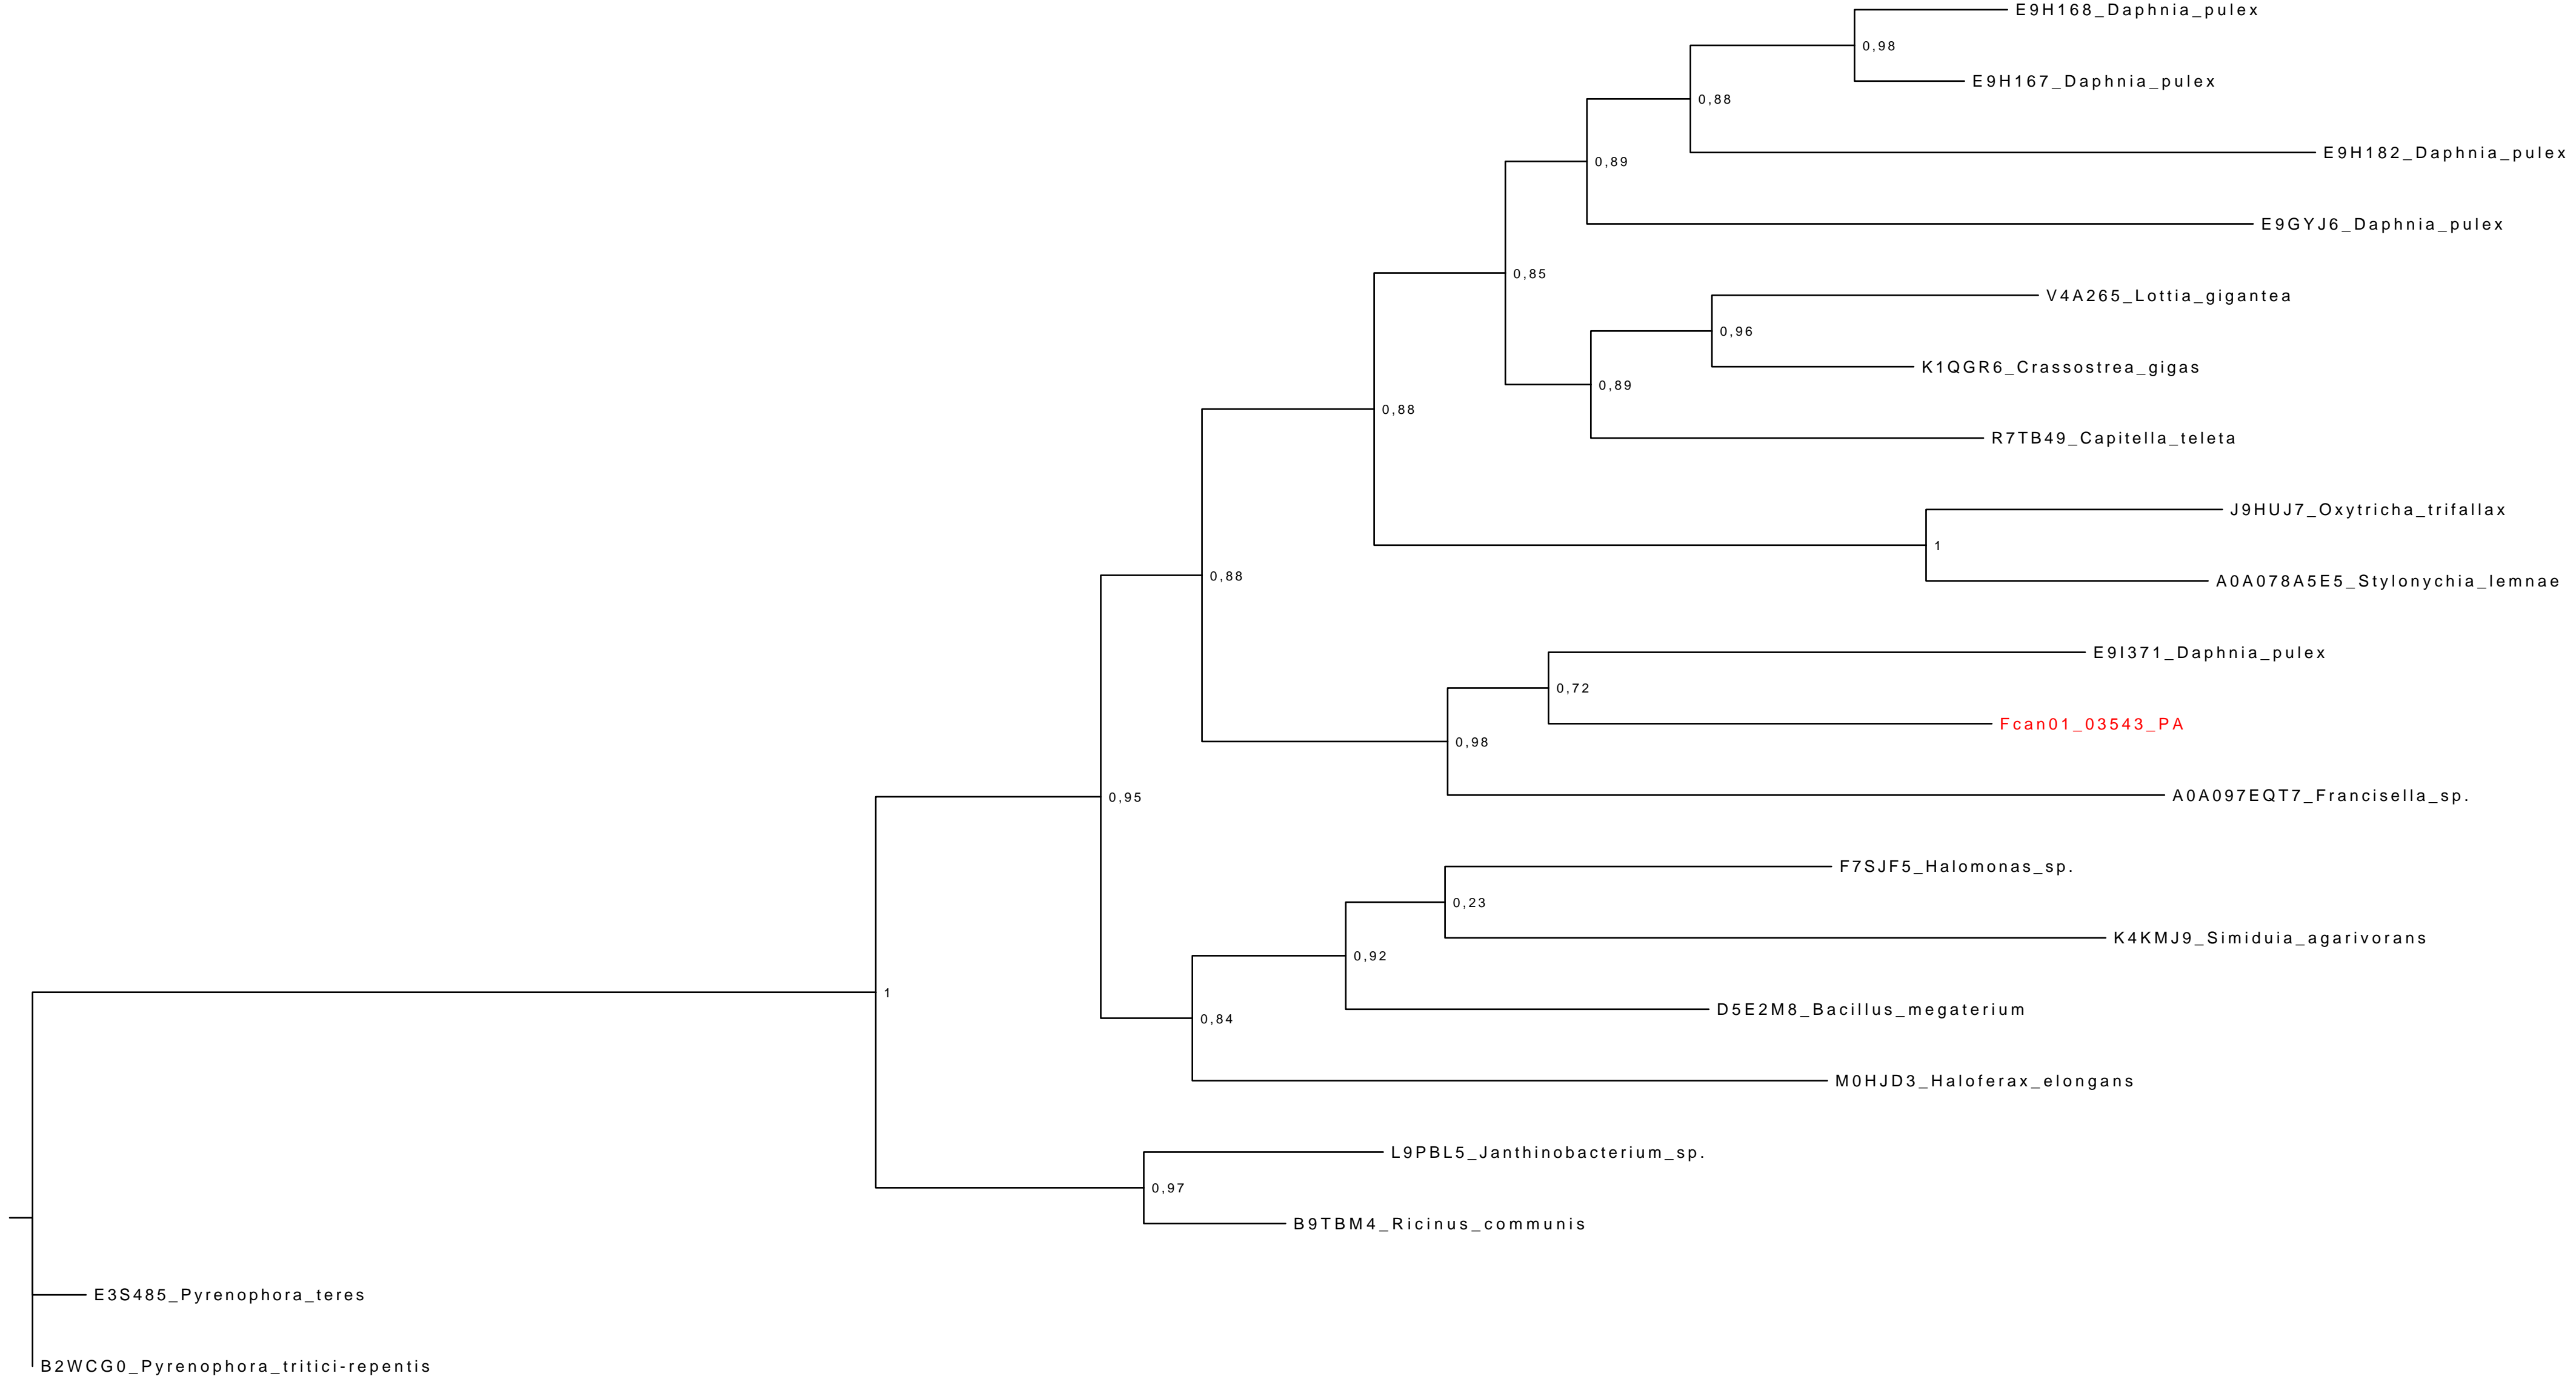 E9H168_Daphnia_pulex
0,98
E9H167_Daphnia_pulex
0,88
E9H182_Daphnia_pulex
0,89
E9GYJ6_Daphnia_pulex
0,85
V4A265_Lottia_gigantea
0,96
K1QGR6_Crassostrea_gigas
0,89
0,88
R7TB49_Capitella_teleta
J9HUJ7_Oxytricha_trifallax
1
0,88
A0A078A5E5_Stylonychia_lemnae
E9I371_Daphnia_pulex
0,72
Fcan01_03543_PA
0,98
A0A097EQT7_Francisella_sp.
0,95
F7SJF5_Halomonas_sp.
0,23
K4KMJ9_Simiduia_agarivorans
0,92
1
D5E2M8_Bacillus_megaterium
0,84
M0HJD3_Haloferax_elongans
L9PBL5_Janthinobacterium_sp.
0,97
B9TBM4_Ricinus_communis
E3S485_Pyrenophora_teres
B2WCG0_Pyrenophora_tritici-repentis